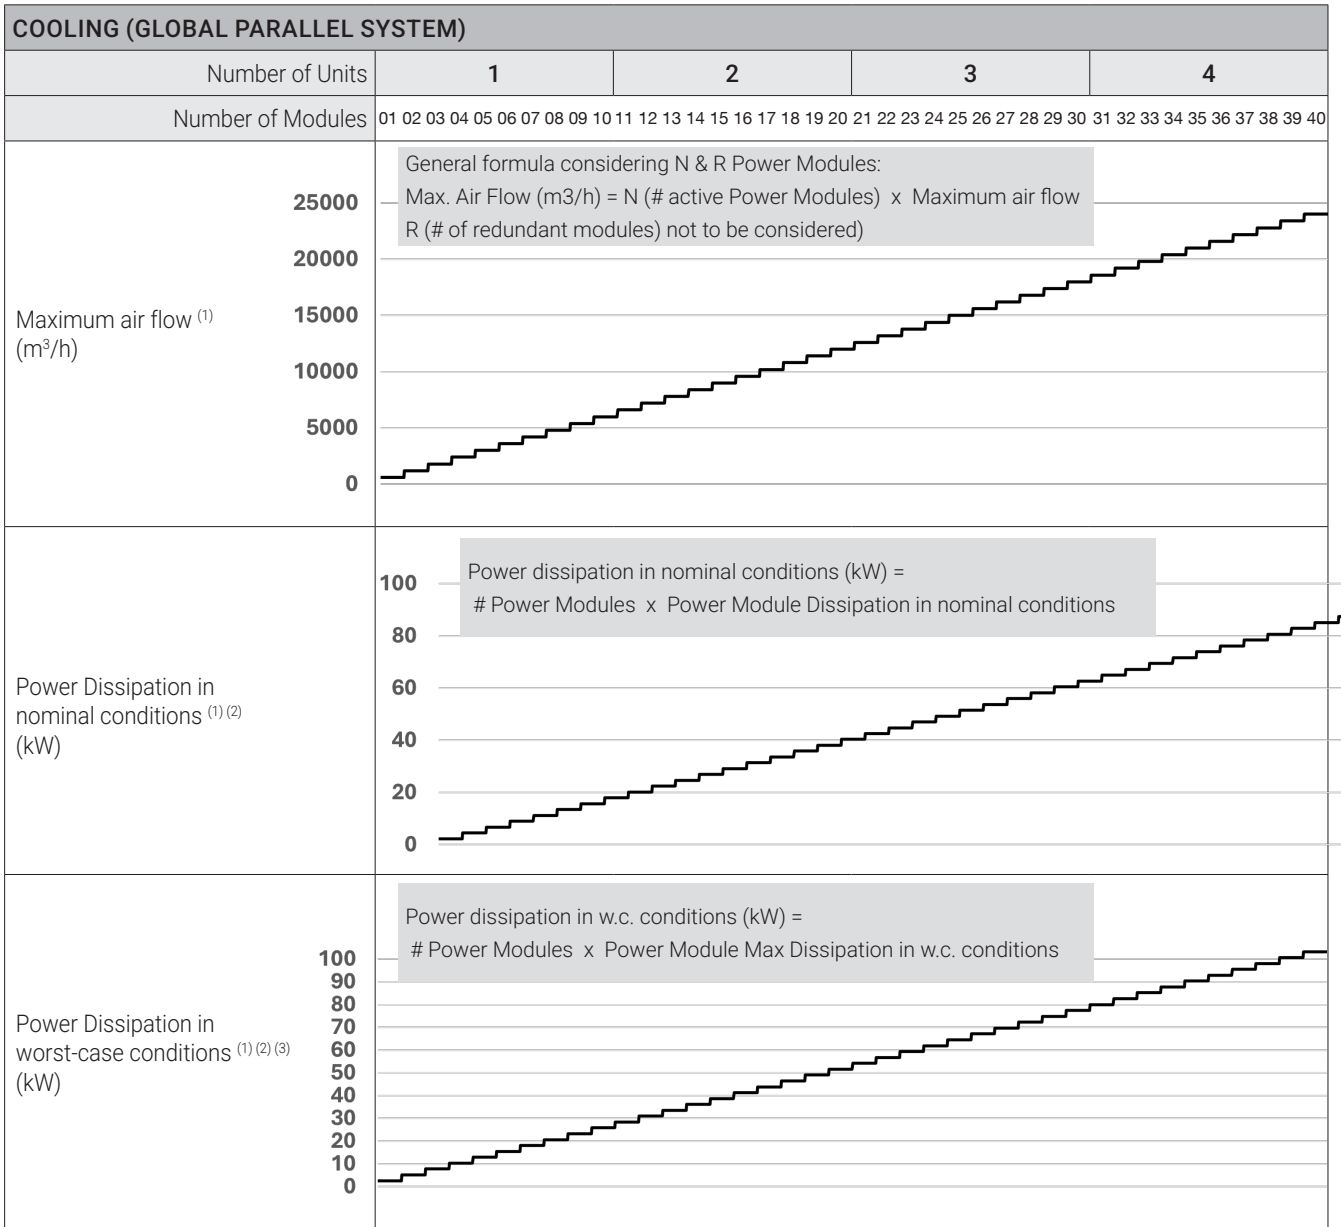 COOLING (GLOBAL PARALLEL SYSTEM)
Number of Units 1 2 3 4
Number of Modules 01 02 03 04 05 06 07 08 09 10 11 12 13 14 15 16 17 18 19 20 21 22 23 24 25 26 27 28 29 30 31 32 33 34 35 36 37 38 39 40
General formula considering N & R Power Modules:
Max. Air Flow (m3/h) = N (# active Power Modules) x Maximum air flow
R (# of redundant modules) not to be considered)
Maximum air flow (1)
(m³/h)
25000
20000
15000
10000
5000
0
Power dissipation in nominal conditions (kW) =
# Power Modules x Power Module Dissipation in nominal conditions
Power Dissipation in
nominal conditions (1) (2)
(kW)
100
80
60
40
20
0
Power dissipation in w.c. conditions (kW) =
# Power Modules x Power Module Max Dissipation in w.c. conditions
Power Dissipation in
worst-case conditions (1) (2) (3)
(kW)
100
90
80
70
60
50
40
30
20
10
0